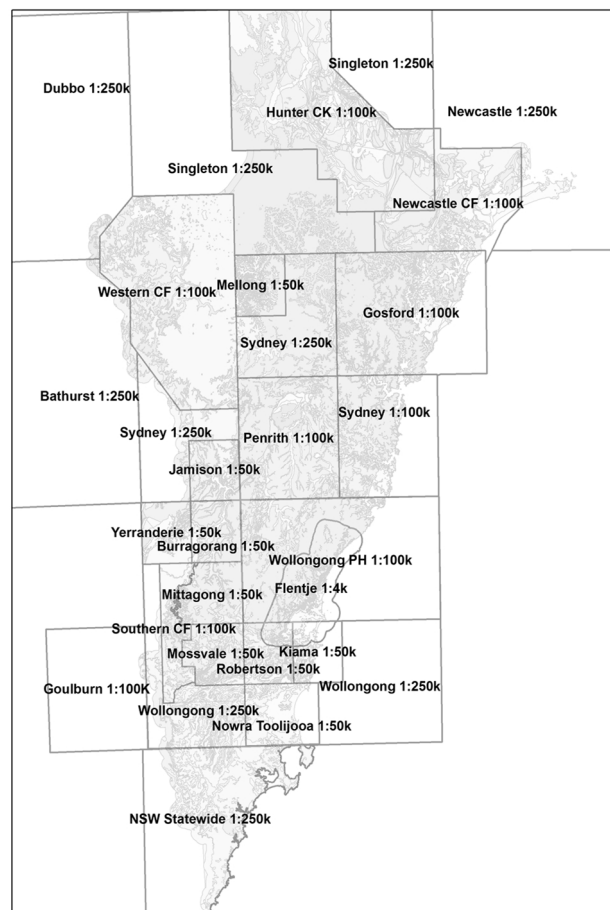 Singleton 1:250k
Dubbo 1:250k
Hunter CK 1:100k
Newcastle 1:250k
Singleton 1:250k
Newcastle CF 1:100k
Mellong 1:50k
Western CF 1:100k
Gosford 1:100k
Sydney 1:250k
Bathurst 1:250k
Sydney 1:100k
Sydney 1:250k
Penrith 1:100k
Jamison 1:50k
Yerranderie 1:50k
Burragorang 1:50k
Wollongong PH 1:100k
Flentje 1:4k
Mittagong 1:50k
Southern CF 1:100k
Mossvale 1:50k
Kiama 1:50k
Robertson 1:50k
Goulburn 1:100K
Wollongong 1:250k
Wollongong 1:250k
Nowra Toolijooa 1:50k
NSW Statewide 1:250k